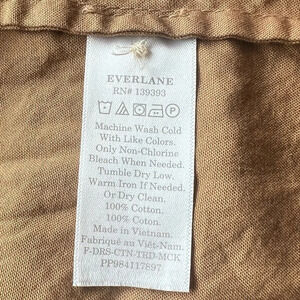 EVERLANE
RN# 139393
Machine Wash Cold
With Like Colors.
Only Non-Chlorine
Bleach When Needed.
Tumble Dry Low.
Warm Iron If Needed.
Or Dry Clean.
100% Cotton.
100% Coton.
Made in Vietnam.
Fabriqué au Viêt-Nam.
F-DRS-CTN-TRD-MCK
PP984117897